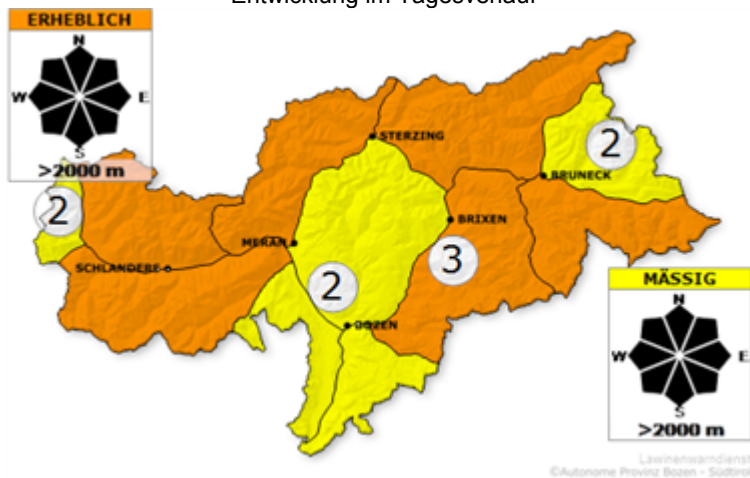 Entwicklung im Tagesverlauf
ERHEBLICH
N
W
E
S
>2000 m
STERZING
2
BRUNECK
2
BRIXEN
MERAN
3
SCHLANDERS
2
BOZEN
MÄSSIG
N
W
E
S
>2000 m
Lawinenwarndienst
©Autonome Provinz Bozen - Südtirol